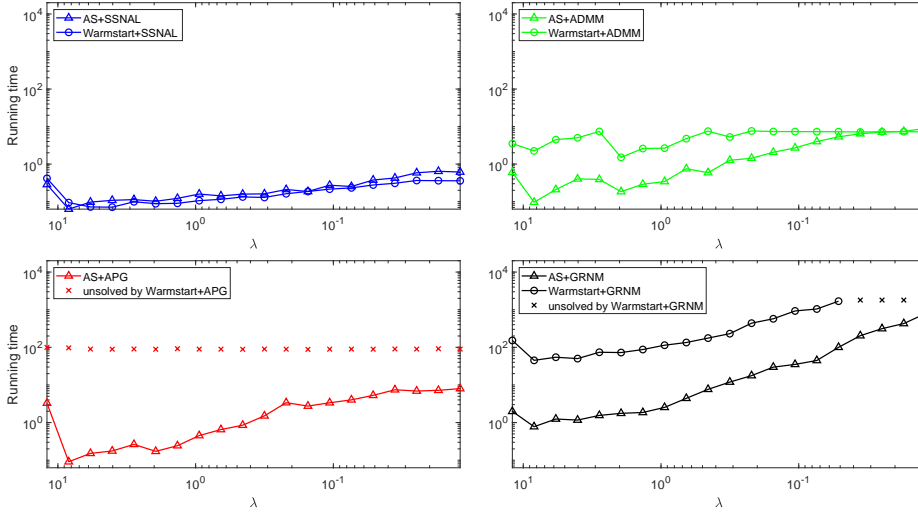 10^4
AS+SSNAL
Warmstart+SSNAL
10^2
10^0
Running time
10^1
10^0
10^-1
λ
10^4
AS+ADMM
Warmstart+ADMM
10^2
10^0
10^1
10^0
10^-1
λ
10^4
AS+APG
unsolved by Warmstart+APG
10^2
10^0
Running time
10^1
10^0
10^-1
λ
10^4
AS+GRNM
Warmstart+GRNM
unsolved by Warmstart+GRNM
10^2
10^0
10^1
10^0
10^-1
λ